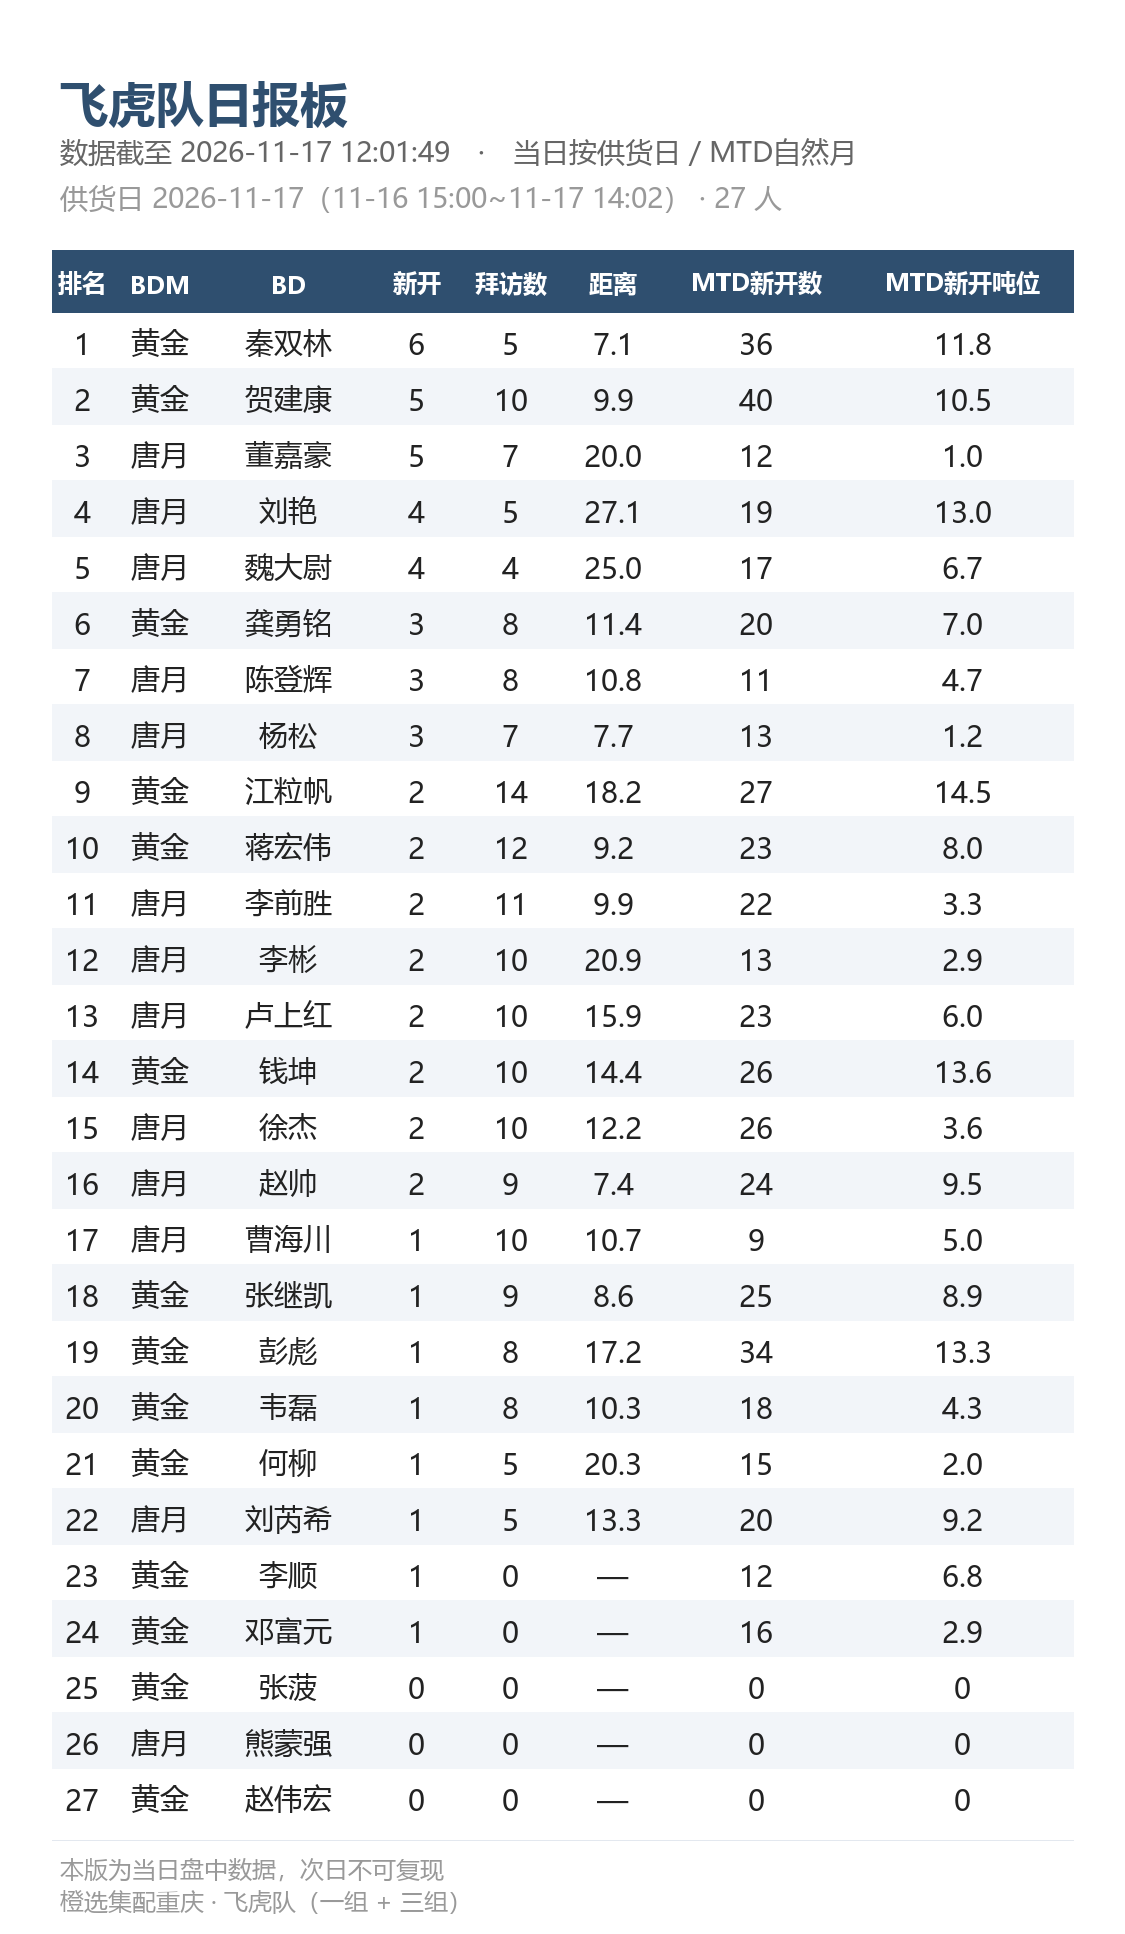 飞虎队日报板
数据截至 2026-11-17 12:01:49 · 当日按供货日 / MTD自然月
供货日 2026-11-17（11-16 15:00~11-17 14:02） · 27 人
排名 BDM BD 新开 拜访数 距离 MTD新开数 MTD新开吨位
1 黄金 秦双林 6 5 7.1 36 11.8
2 黄金 贺建康 5 10 9.9 40 10.5
3 唐月 董嘉豪 5 7 20.0 12 1.0
4 唐月 刘艳 4 5 27.1 19 13.0
5 唐月 魏大尉 4 4 25.0 17 6.7
6 黄金 龚勇铭 3 8 11.4 20 7.0
7 唐月 陈登辉 3 8 10.8 11 4.7
8 唐月 杨松 3 7 7.7 13 1.2
9 黄金 江粒帆 2 14 18.2 27 14.5
10 黄金 蒋宏伟 2 12 9.2 23 8.0
11 唐月 李前胜 2 11 9.9 22 3.3
12 唐月 李彬 2 10 20.9 13 2.9
13 唐月 卢上红 2 10 15.9 23 6.0
14 黄金 钱坤 2 10 14.4 26 13.6
15 唐月 徐杰 2 10 12.2 26 3.6
16 唐月 赵帅 2 9 7.4 24 9.5
17 唐月 曹海川 1 10 10.7 9 5.0
18 黄金 张继凯 1 9 8.6 25 8.9
19 黄金 彭彪 1 8 17.2 34 13.3
20 黄金 韦磊 1 8 10.3 18 4.3
21 黄金 何柳 1 5 20.3 15 2.0
22 唐月 刘芮希 1 5 13.3 20 9.2
23 黄金 李顺 1 0 — 12 6.8
24 黄金 邓富元 1 0 — 16 2.9
25 黄金 张菠 0 0 — 0 0
26 唐月 熊蒙强 0 0 — 0 0
27 黄金 赵伟宏 0 0 — 0 0
本版为当日盘中数据，次日不可复现
橙选集配重庆 · 飞虎队（一组 + 三组）